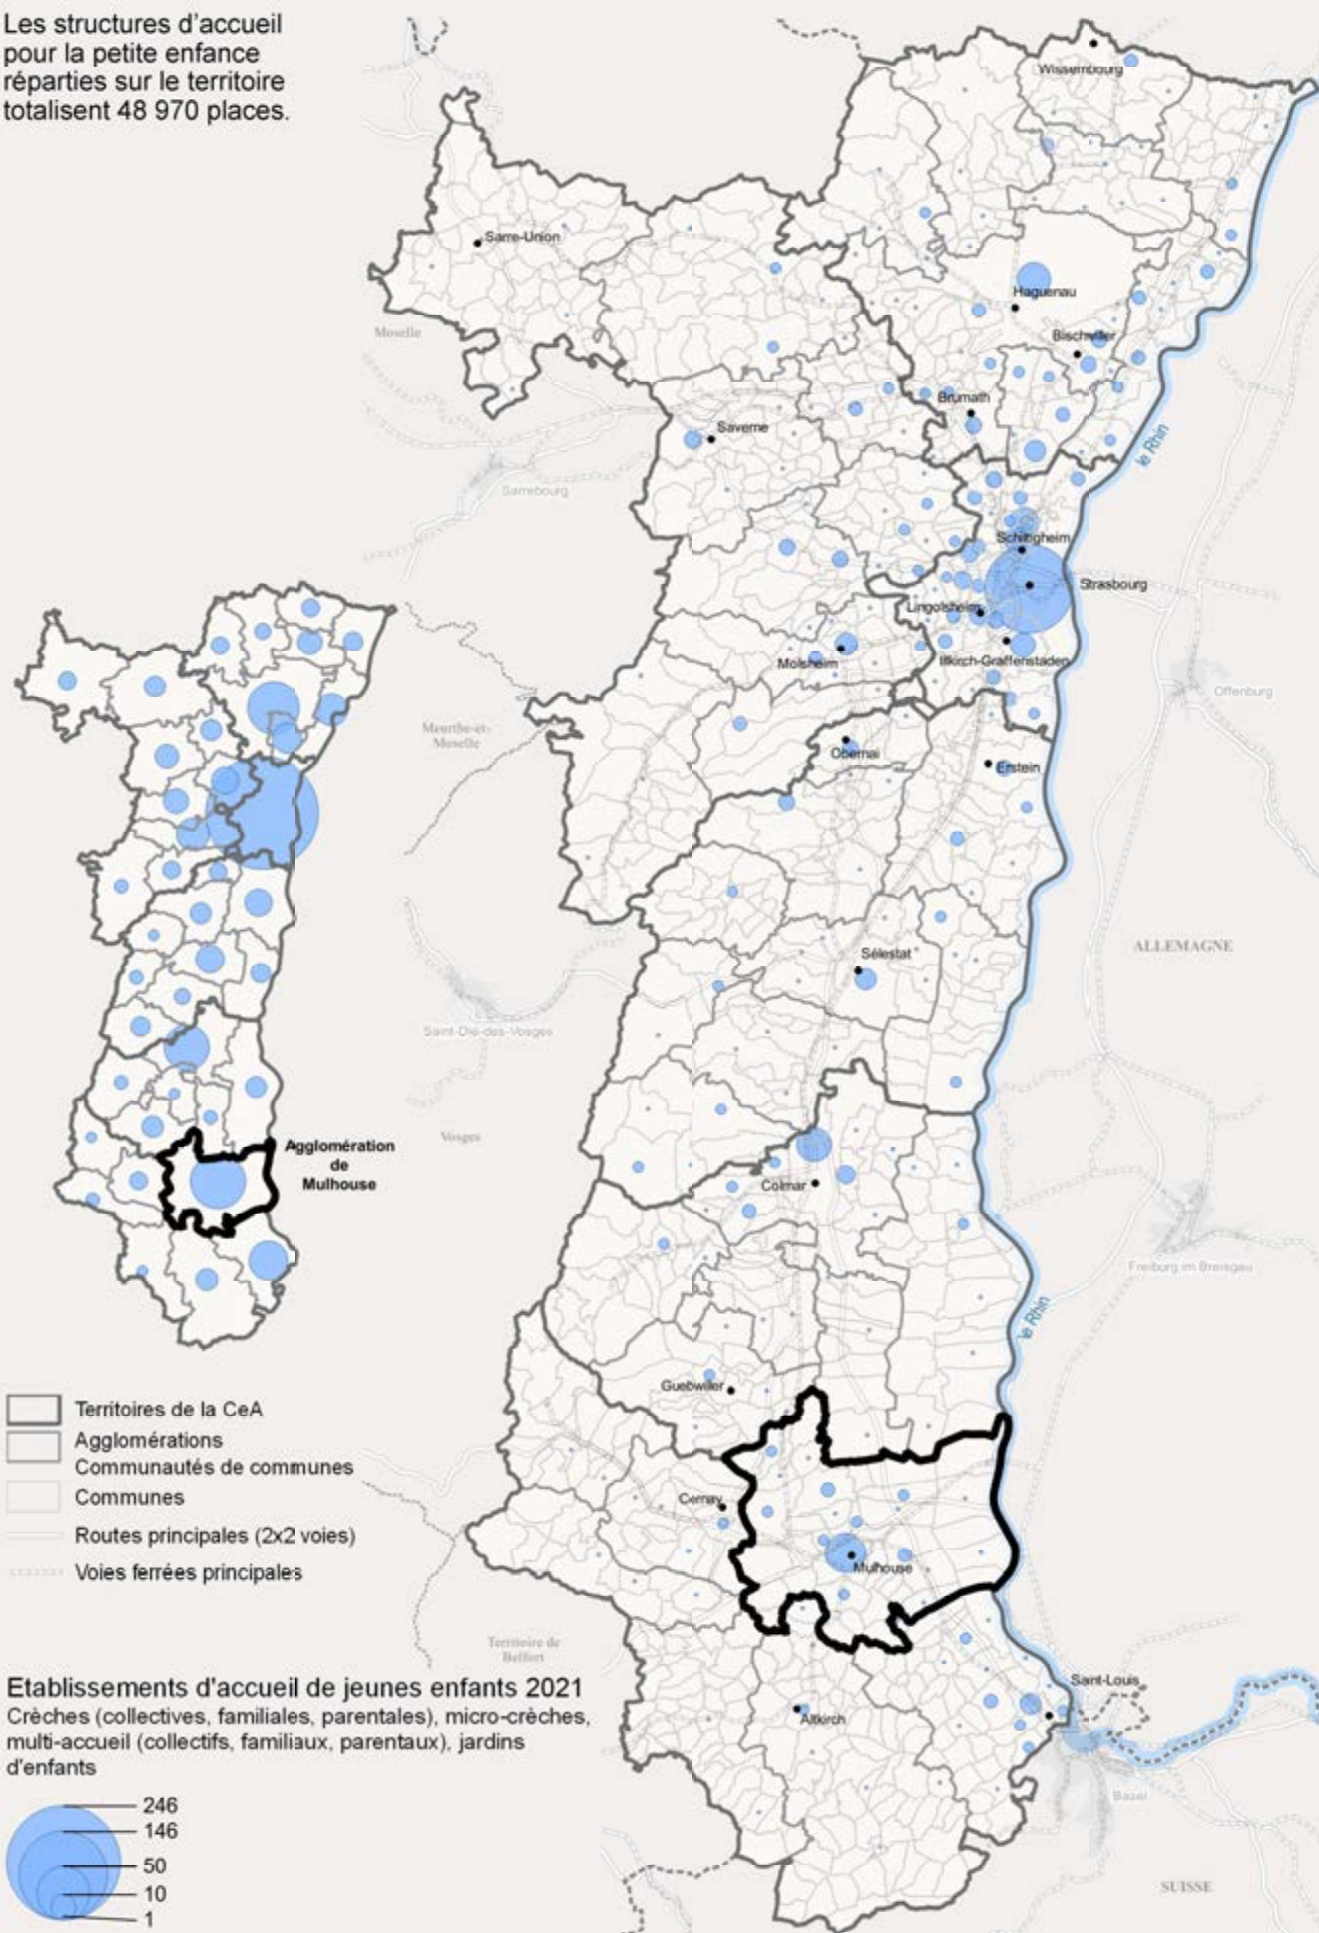 Les structures d'accueil
pour la petite enfance
réparties sur le territoire
totalisent 48 970 places.
Wissembourg
Sarre-Union
Moselle
Haguenau
Bischwiller
Brumath
Saverne
le Rhin
Sarrebourg
Schiltigheim
Strasbourg
Lingolsheim
Molsheim
Illkirch-Graffenstaden
Offenburg
Meurthe-et-
Moselle
Obernai
Erstein
ALLEMAGNE
Sélestat
Saint-Dié-des-Vosges
Vosges
Agglomération
de
Mulhouse
Colmar
Freiburg im Breisgau
le Rhin
Guebwiller
Territoires de la CeA
Agglomérations
Communautés de communes
Communes
Routes principales (2x2 voies)
Voies ferrées principales
Cernay
Mulhouse
Territoire de
Belfort
Saint-Louis
Altkirch
Basel
SUISSE
Etablissements d'accueil de jeunes enfants 2021
Crèches (collectives, familiales, parentales), micro-crèches,
multi-accueil (collectifs, familiaux, parentaux), jardins
d'enfants
246
146
50
10
1